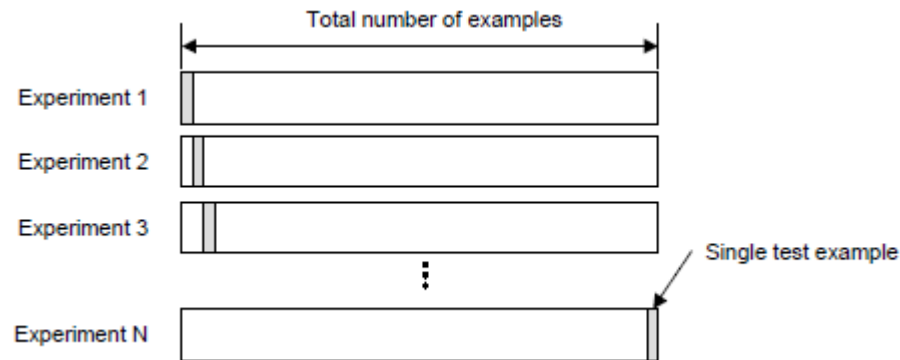 Total number of examples
Experiment 1
Experiment 2
Experiment 3
Single test example
Experiment N